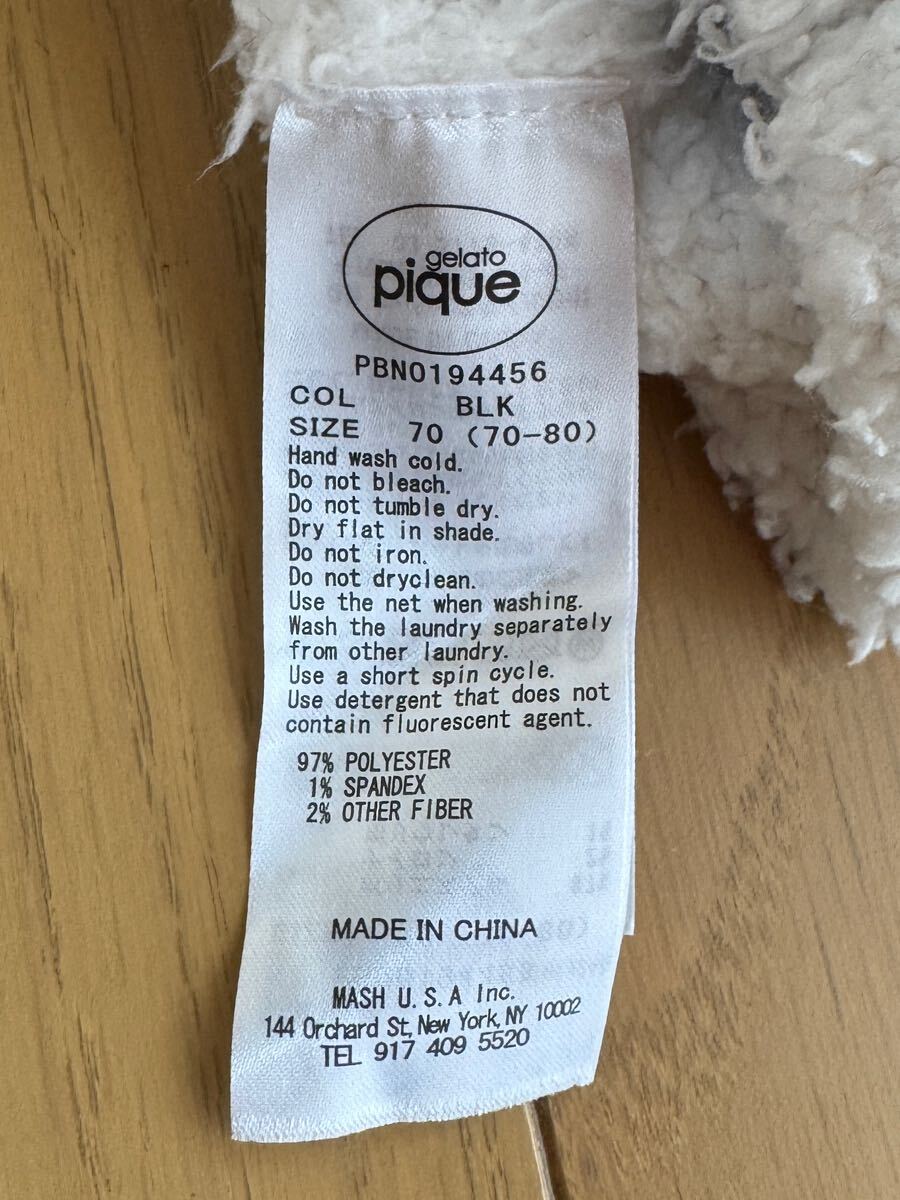 gelato
pique
PBN0194456
COL BLK
SIZE 70 (70-80)
Hand wash cold.
Do not bleach.
Do not tumble dry.
Dry flat in shade.
Do not iron.
Do not dryclean.
Use the net when washing.
Wash the laundry separately
from other laundry.
Use a short spin cycle.
Use detergent that does not
contain fluorescent agent.
97% POLYESTER
1% SPANDEX
2% OTHER FIBER
MADE IN CHINA
MASH U.S.A Inc.
144 Orchard St, New York, NY 10002
TEL 917 409 5520